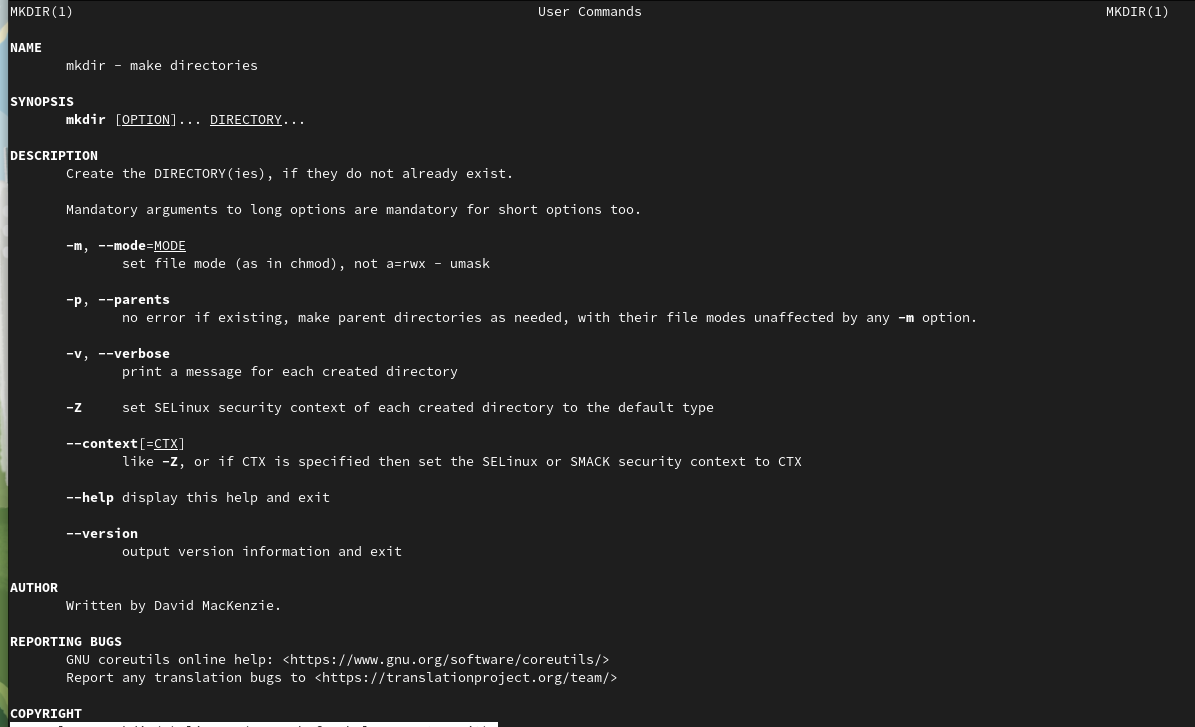 MKDIR(1) User Commands MKDIR(1)
NAME
mkdir - make directories
SYNOPSIS
mkdir [OPTION]... DIRECTORY...
DESCRIPTION
Create the DIRECTORY(ies), if they do not already exist.
Mandatory arguments to long options are mandatory for short options too.
-m, --mode=MODE
set file mode (as in chmod), not a=rwx - umask
-p, --parents
no error if existing, make parent directories as needed, with their file modes unaffected by any -m option.
-v, --verbose
print a message for each created directory
-Z set SELinux security context of each created directory to the default type
--context[=CTX]
like -Z, or if CTX is specified then set the SELinux or SMACK security context to CTX
--help display this help and exit
--version
output version information and exit
AUTHOR
Written by David MacKenzie.
REPORTING BUGS
GNU coreutils online help: <https://www.gnu.org/software/coreutils/>
Report any translation bugs to <https://translationproject.org/team/>
COPYRIGHT